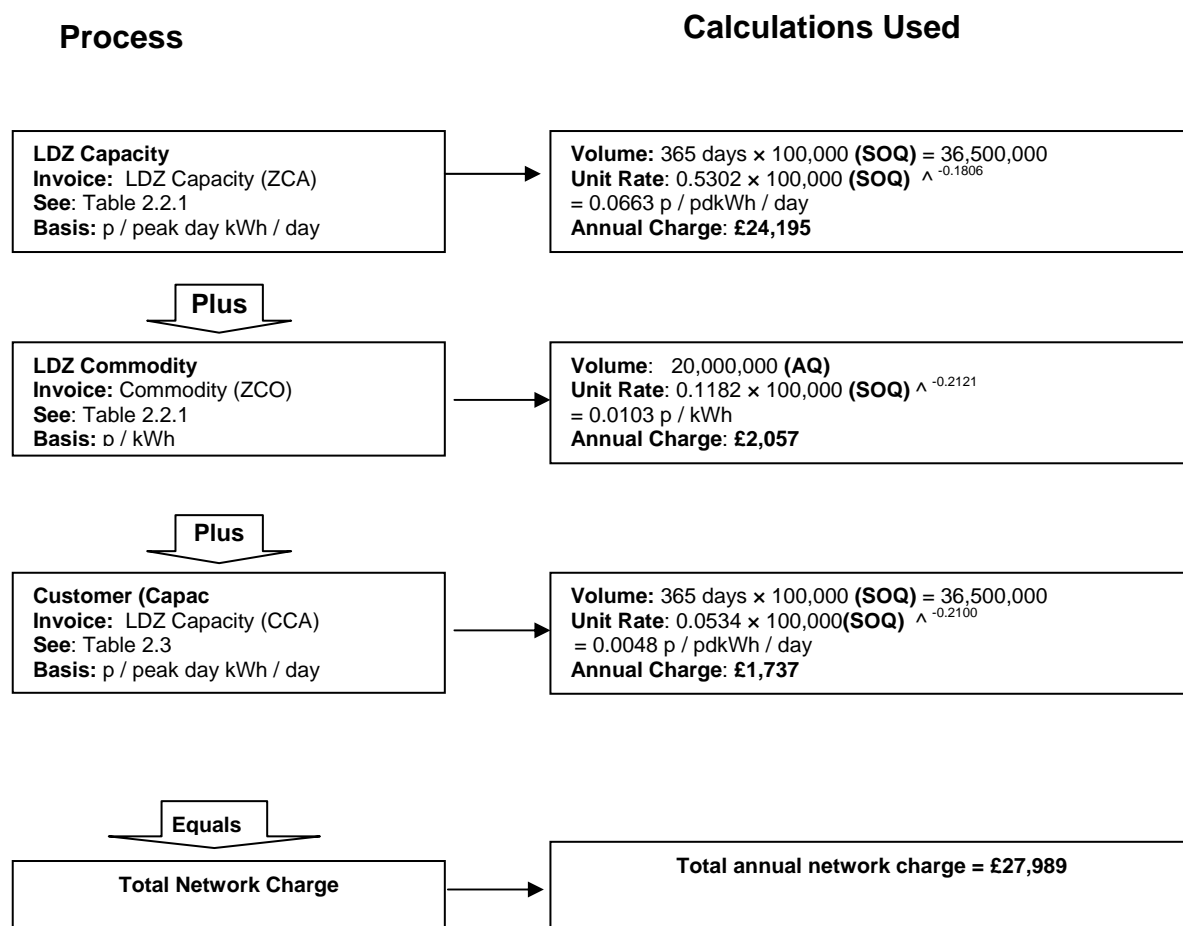 Process
Calculations Used
LDZ Capacity
Invoice: LDZ Capacity (ZCA)
See: Table 2.2.1
Basis: p / peak day kWh / day
Volume: 365 days × 100,000 (SOQ) = 36,500,000
Unit Rate: 0.5302 × 100,000 (SOQ) ^ -0.1806
= 0.0663 p / pdkWh / day
Annual Charge: £24,195
Plus
LDZ Commodity
Invoice: Commodity (ZCO)
See: Table 2.2.1
Basis: p / kWh
Volume: 20,000,000 (AQ)
Unit Rate: 0.1182 × 100,000 (SOQ) ^ -0.2121
= 0.0103 p / kWh
Annual Charge: £2,057
Plus
Customer (Capac
Invoice: LDZ Capacity (CCA)
See: Table 2.3
Basis: p / peak day kWh / day
Volume: 365 days × 100,000 (SOQ) = 36,500,000
Unit Rate: 0.0534 × 100,000(SOQ) ^ -0.2100
= 0.0048 p / pdkWh / day
Annual Charge: £1,737
Equals
Total Network Charge
Total annual network charge = £27,989